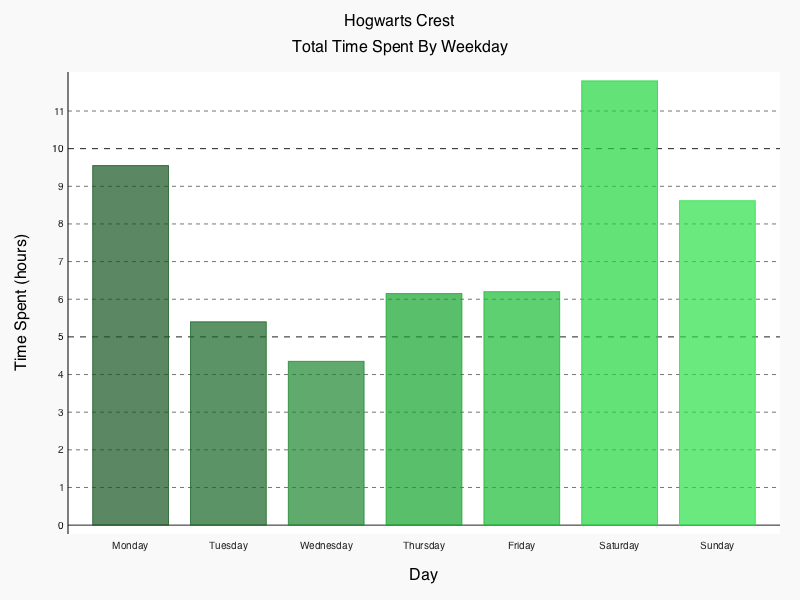 Hogwarts Crest
Total Time Spent By Weekday
Time Spent (hours)
11
10
9
8
7
6
5
4
3
2
1
0
Monday Tuesday Wednesday Thursday Friday Saturday Sunday
Day